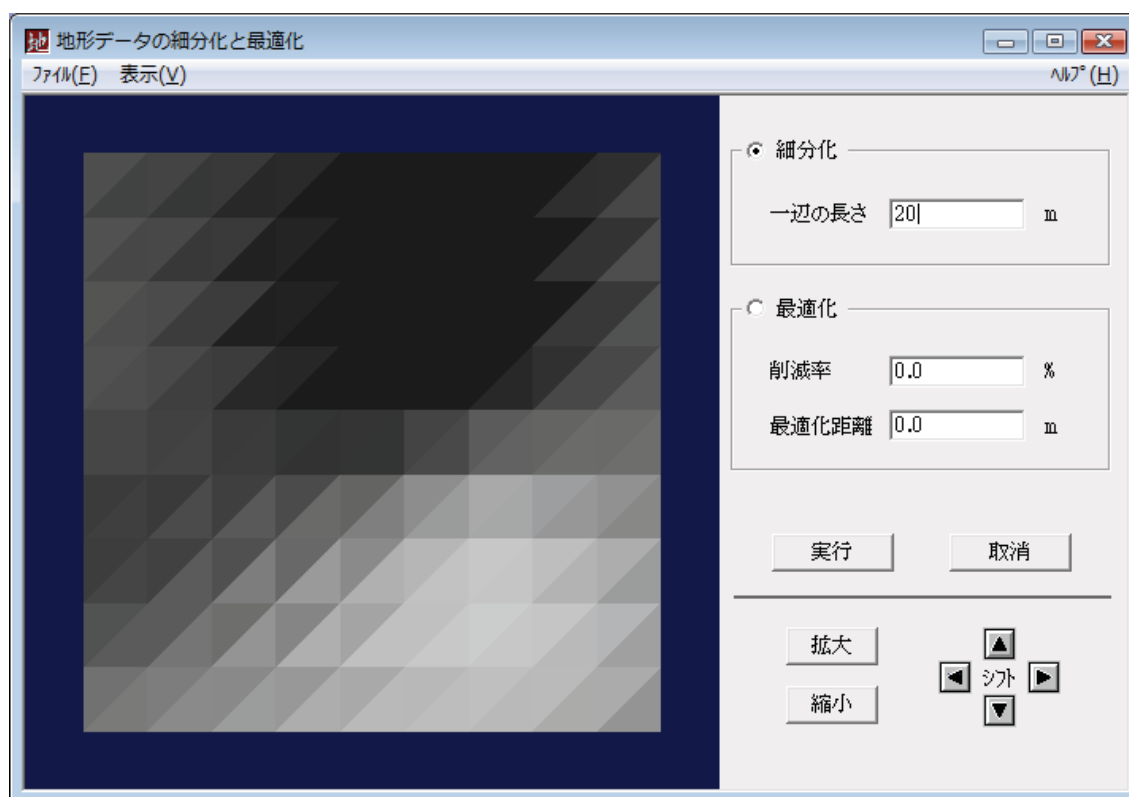 地 地形データの細分化と最適化
ﾌｧｲﾙ(F) 表示(V) ﾍﾙﾌﾟ(H)
細分化
一辺の長さ 20 m
最適化
削減率 0.0 %
最適化距離 0.0 m
実行 取消
拡大
シフト
縮小